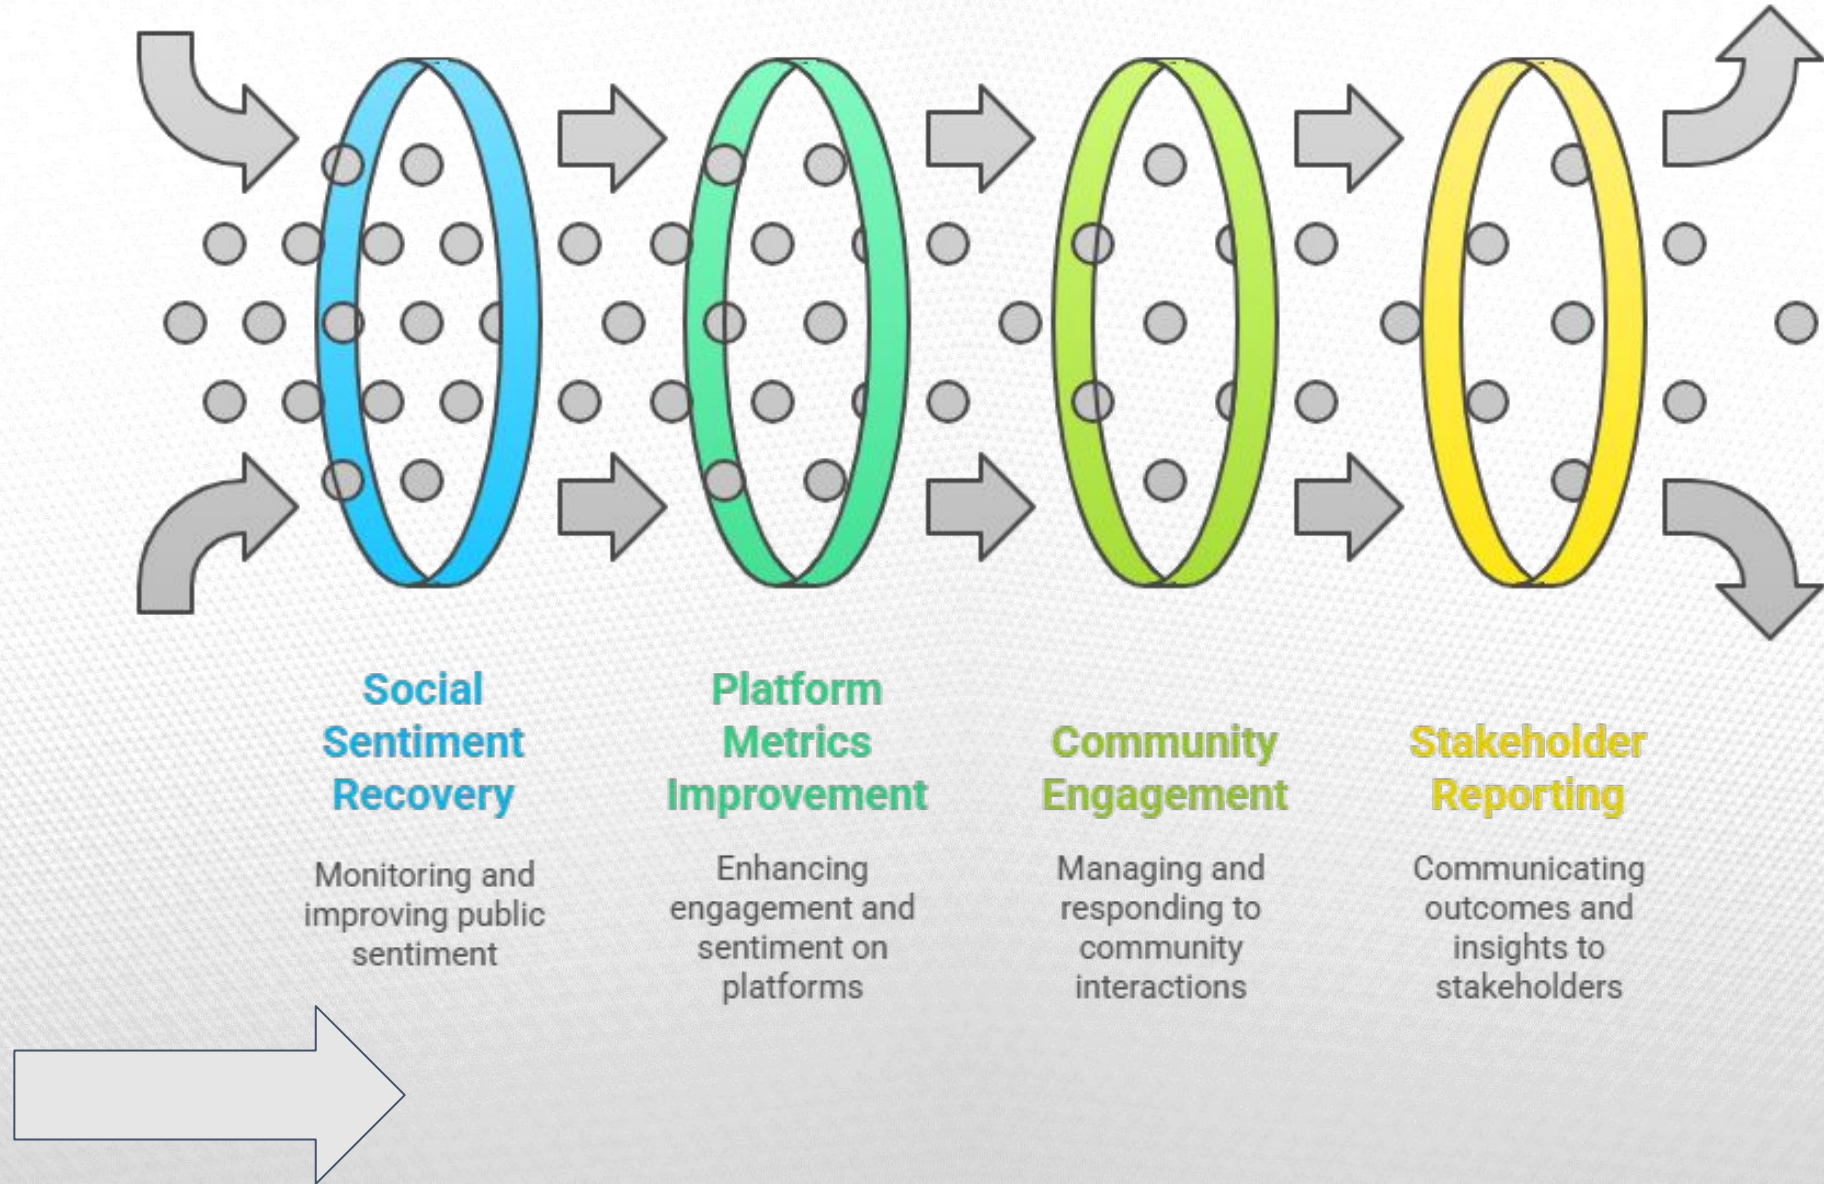 Social
Sentiment
Recovery
Monitoring and
improving public
sentiment
Platform
Metrics
Improvement
Enhancing
engagement and
sentiment on
platforms
Community
Engagement
Managing and
responding to
community
interactions
Stakeholder
Reporting
Communicating
outcomes and
insights to
stakeholders